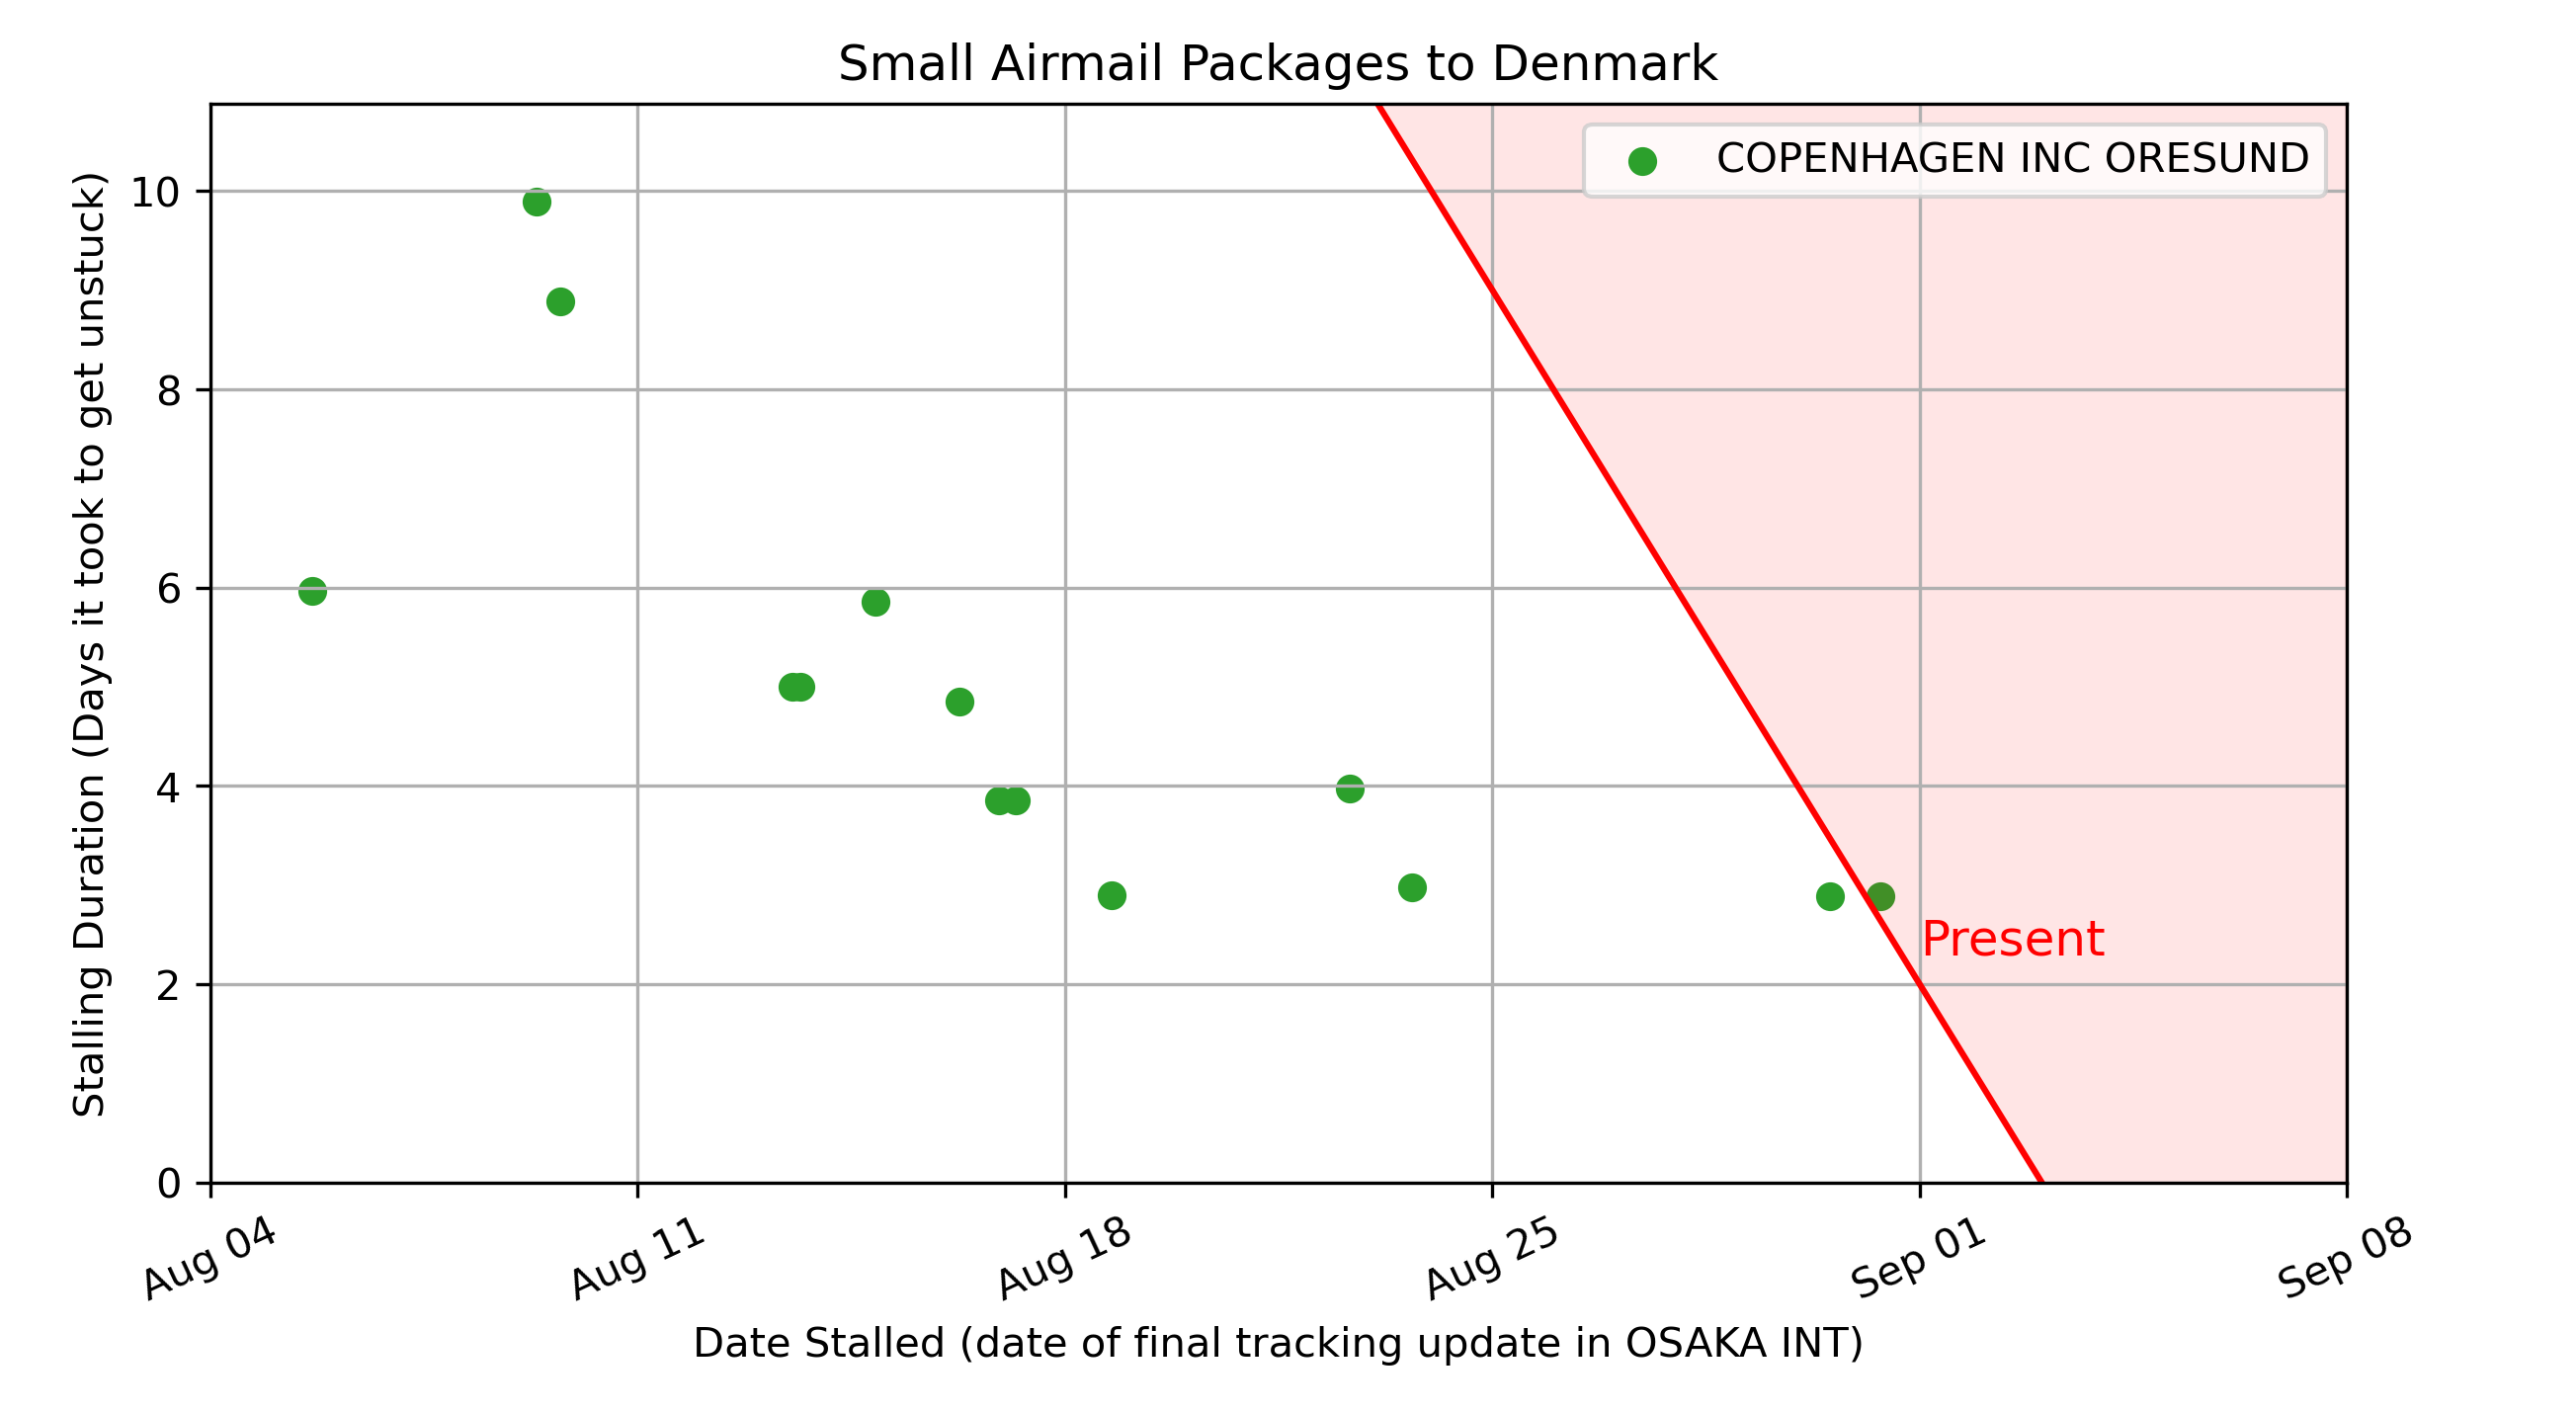 Small Airmail Packages to Denmark
COPENHAGEN INC ORESUND
Stalling Duration (Days it took to get unstuck)
10
8
6
4
2
0
Present
Aug 04
Aug 11
Aug 18
Aug 25
Sep 01
Sep 08
Date Stalled (date of final tracking update in OSAKA INT)